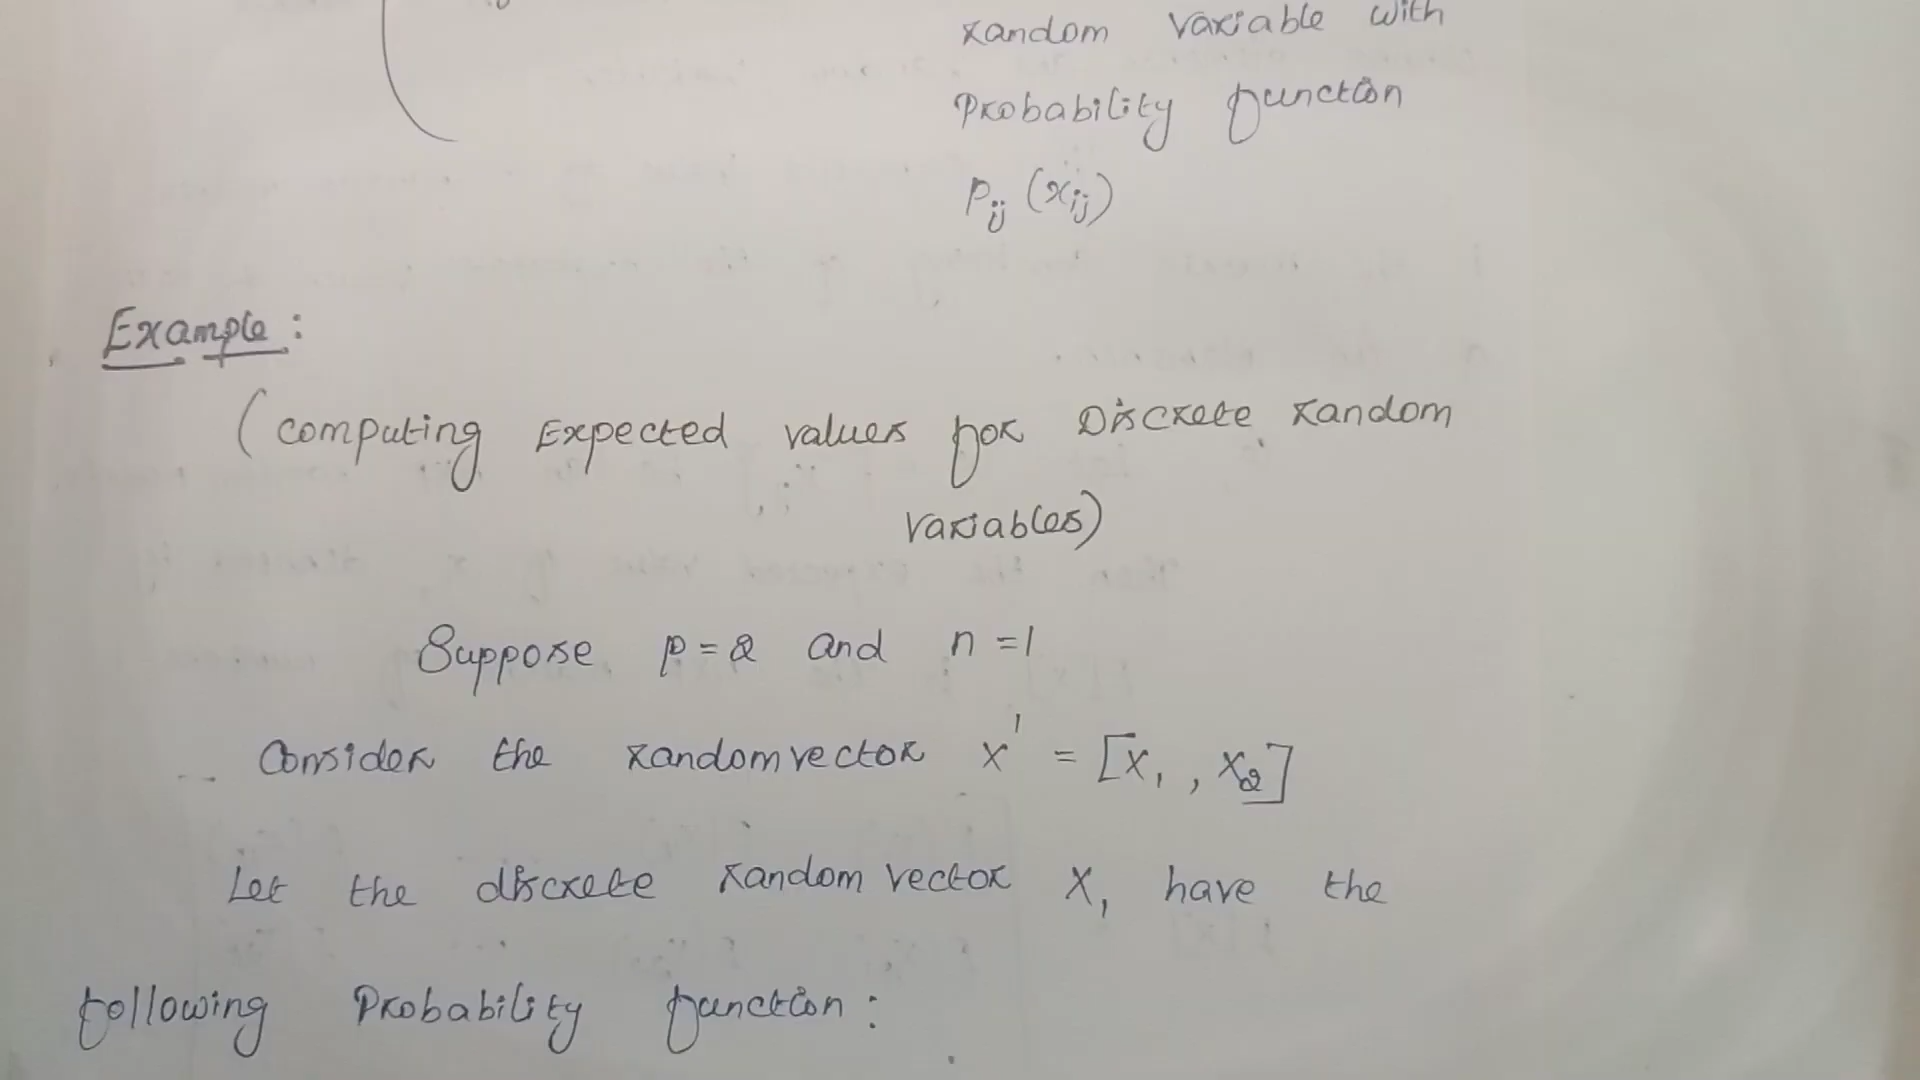 random variable with
Probability function
Pij (xij)
Example :
(computing Expected values for Discrete random
variables)
Suppose p = 2 and n = 1
Consider the random vector x' = [x1 , x2]
Let the discrete random vector X1 have the
following Probability function :